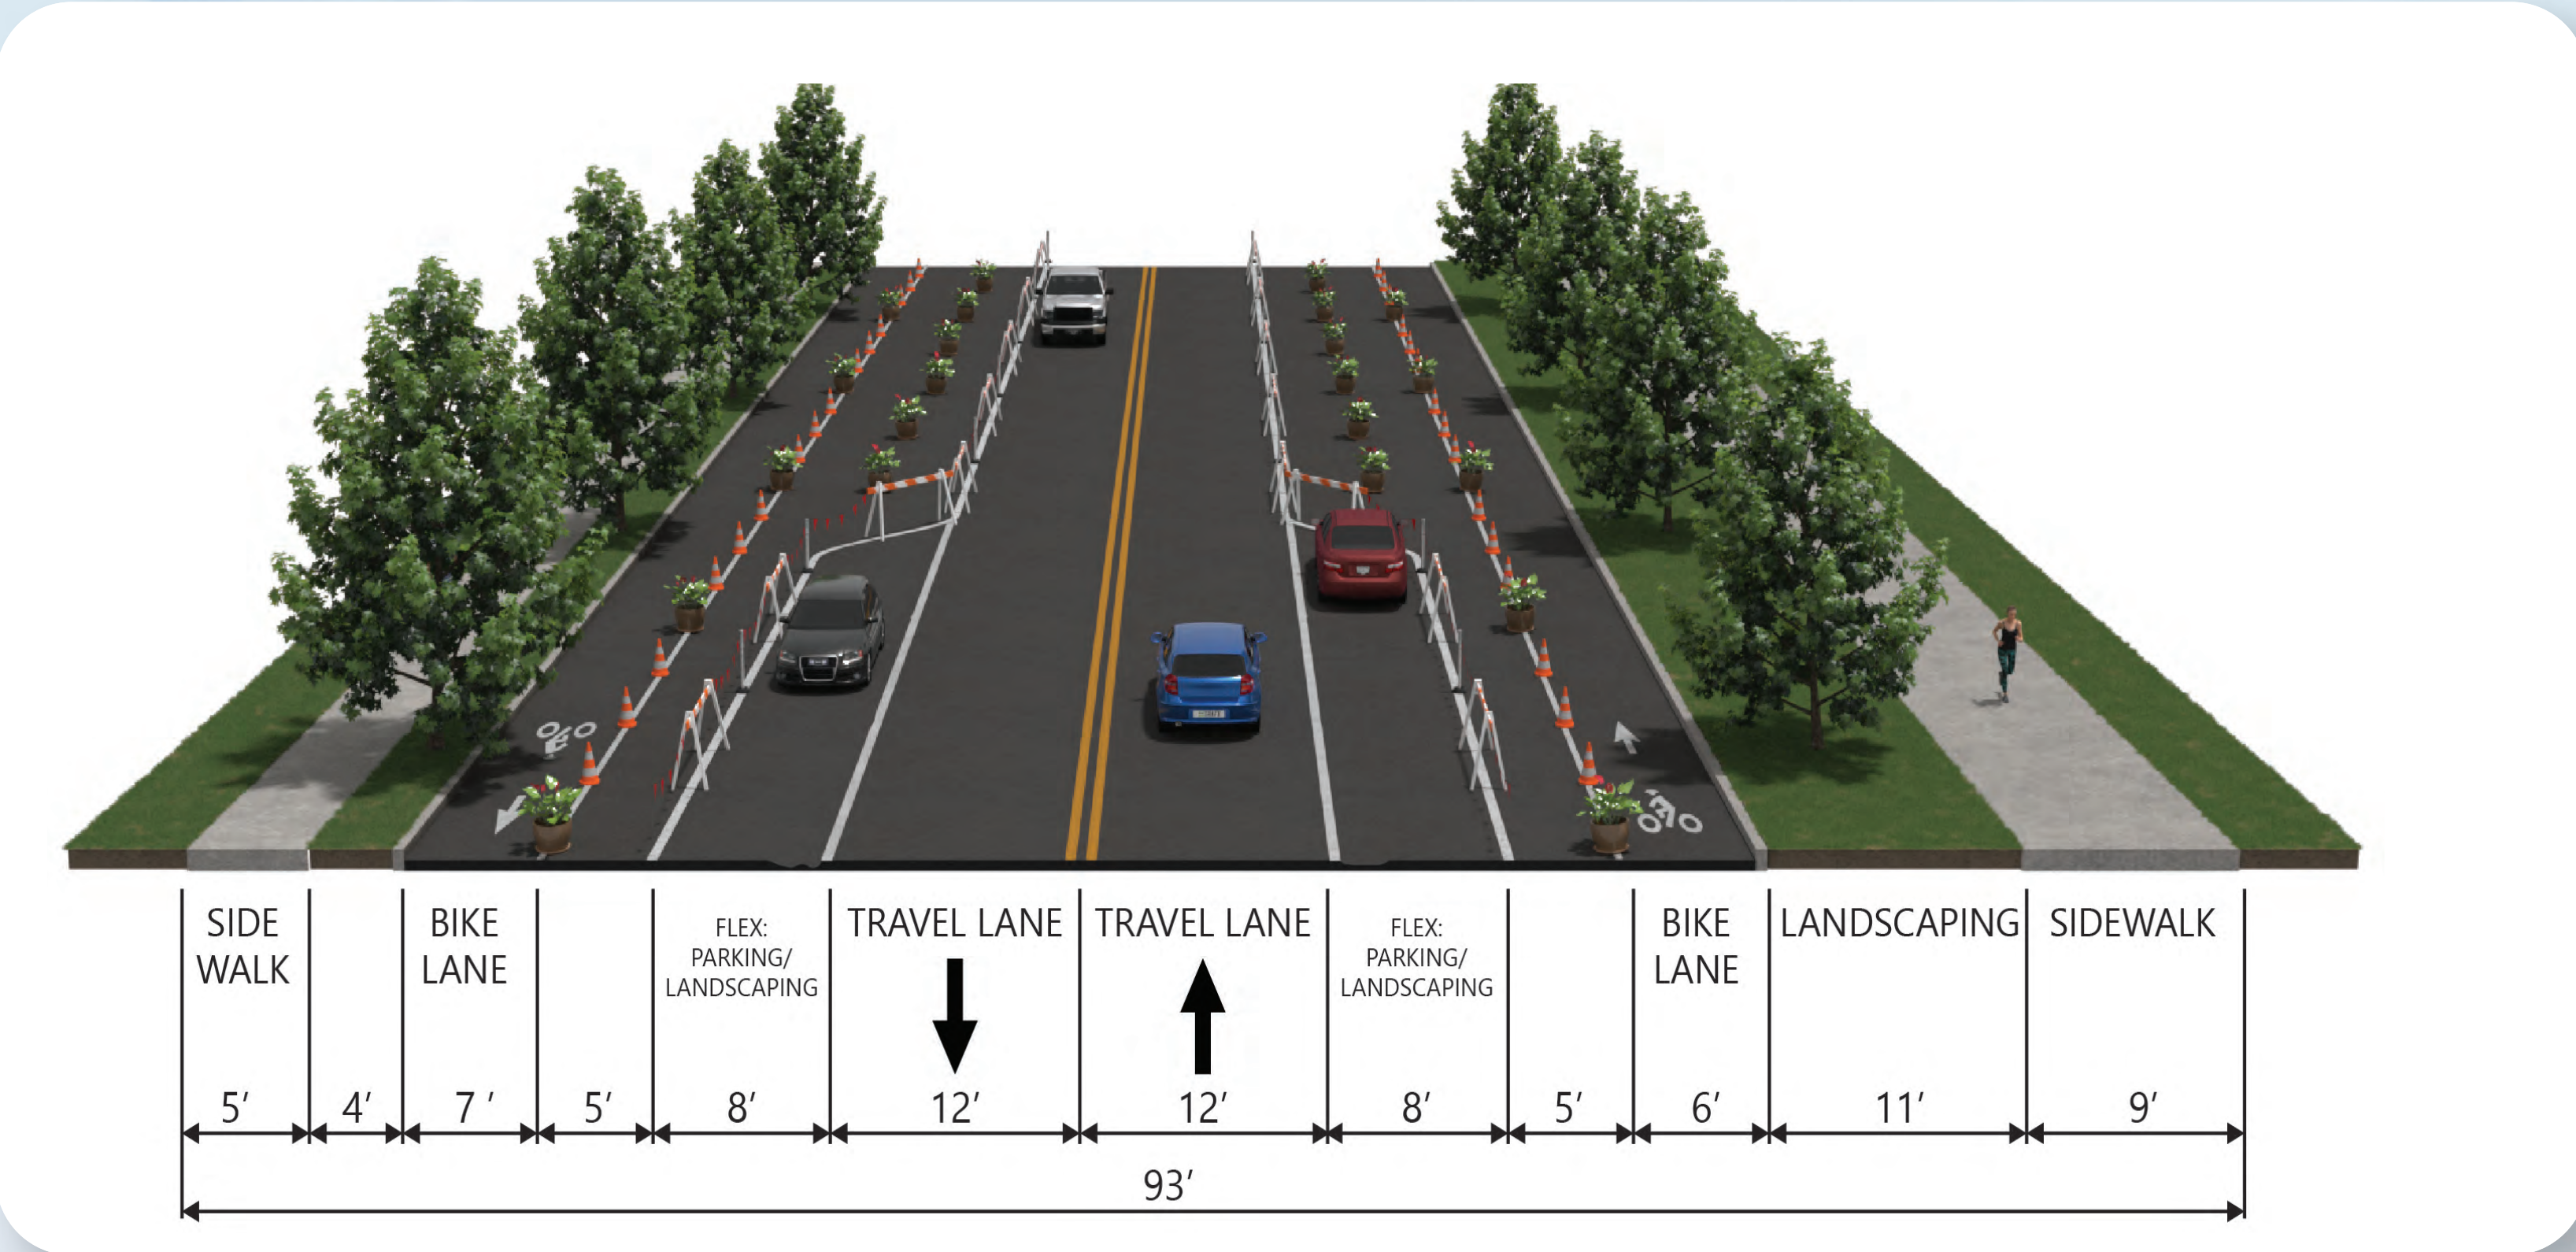 SIDE
WALK
BIKE
LANE
FLEX:
PARKING/
LANDSCAPING
TRAVEL LANE
TRAVEL LANE
FLEX:
PARKING/
LANDSCAPING
BIKE
LANE
LANDSCAPING
SIDEWALK
5′ 4′ 7 ′ 5′ 8′ 12′ 12′ 8′ 5′ 6′ 11′ 9′
93′